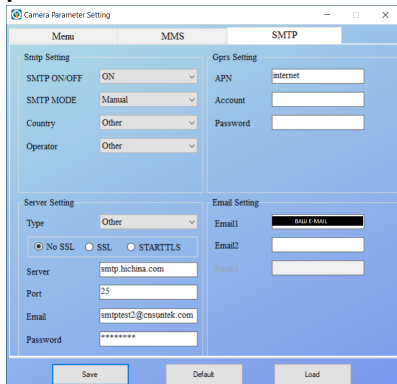 Camera Parameter Setting
Menu MMS SMTP
Smtp Setting
SMTP ON/OFF ON
SMTP MODE Manual
Country Other
Operator Other
Gprs Setting
APN internet
Account
Password
Server Setting
Type Other
No SSL SSL STARTTLS
Server smtp.hichina.com
Port 25
Email smtptest2@cnsuntek.com
Password ********
Email Setting
Email1 BALU E-MAIL
Email2
Email3
Save Default Load